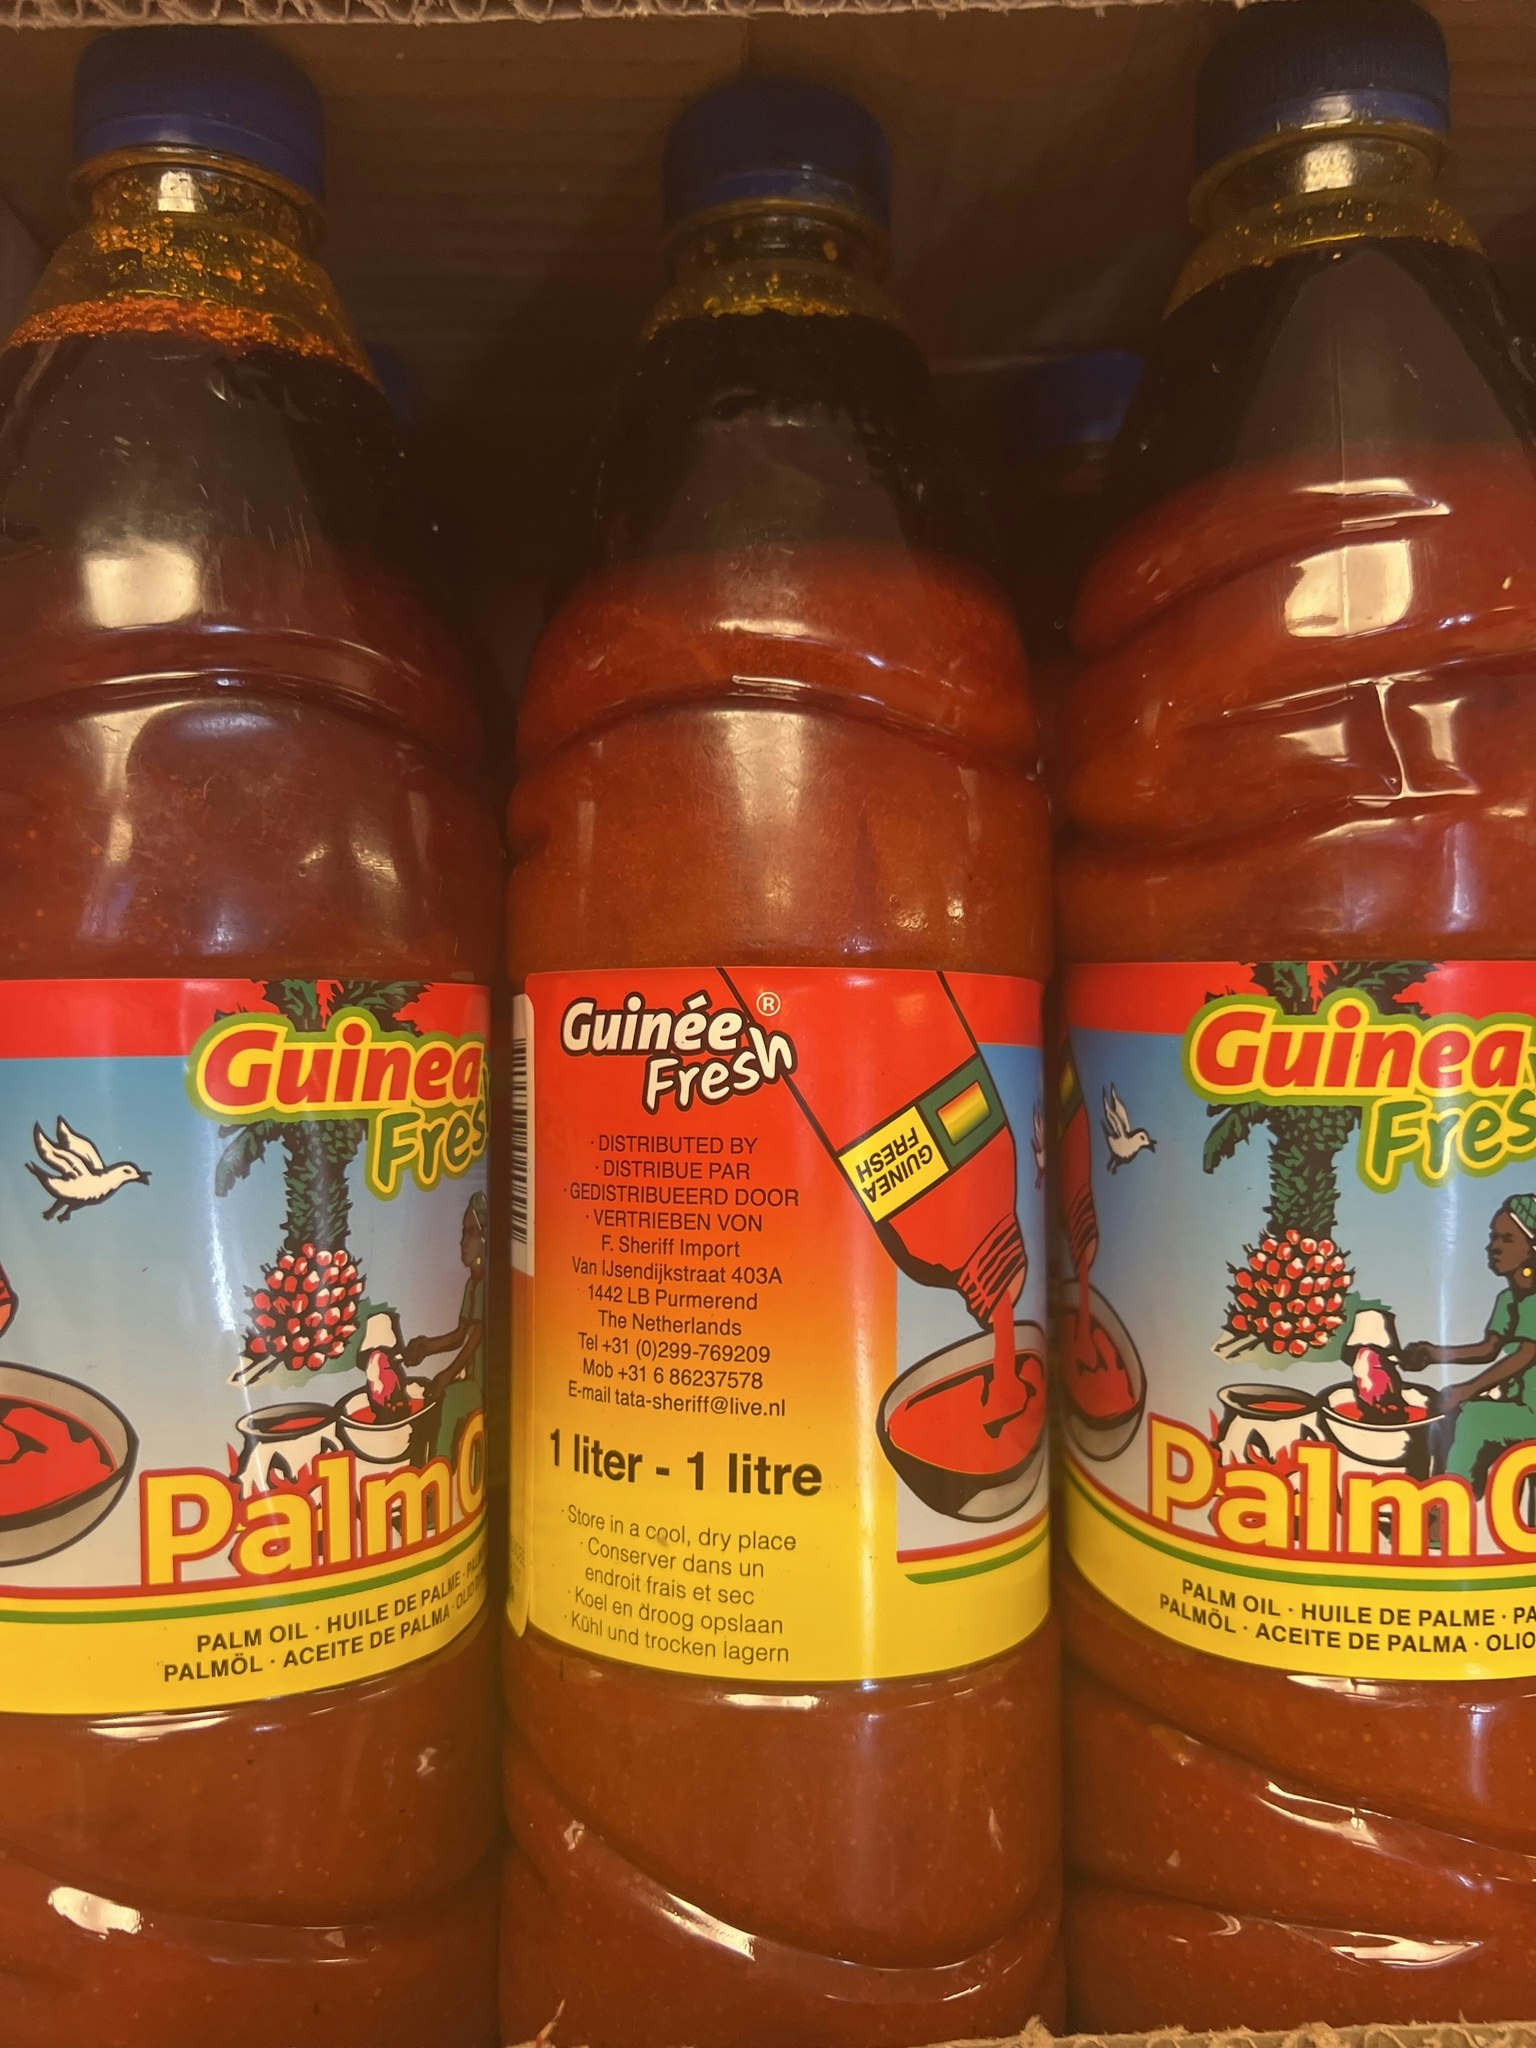 Guinea
Fres
Palm O
PALM OIL · HUILE DE PALME ·
PALMÖL · ACEITE DE PALMA ·
Guinée ®
Fresh
GUINEA
FRESH
· DISTRIBUTED BY
· DISTRIBUE PAR
· GEDISTRIBUEERD DOOR
· VERTRIEBEN VON
F. Sheriff Import
Van IJsendijkstraat 403A
1442 LB Purmerend
The Netherlands
Tel +31 (0)299-769209
Mob +31 6 86237578
E-mail tata-sheriff@live.nl
1 liter - 1 litre
· Store in a cool, dry place
· Conserver dans un
endroit frais et sec
· Koel en droog opslaan
· Kühl und trocken lagern
Guinea
Fres
Palm O
PALM OIL · HUILE DE PALME · PA
PALMÖL · ACEITE DE PALMA · OLIO